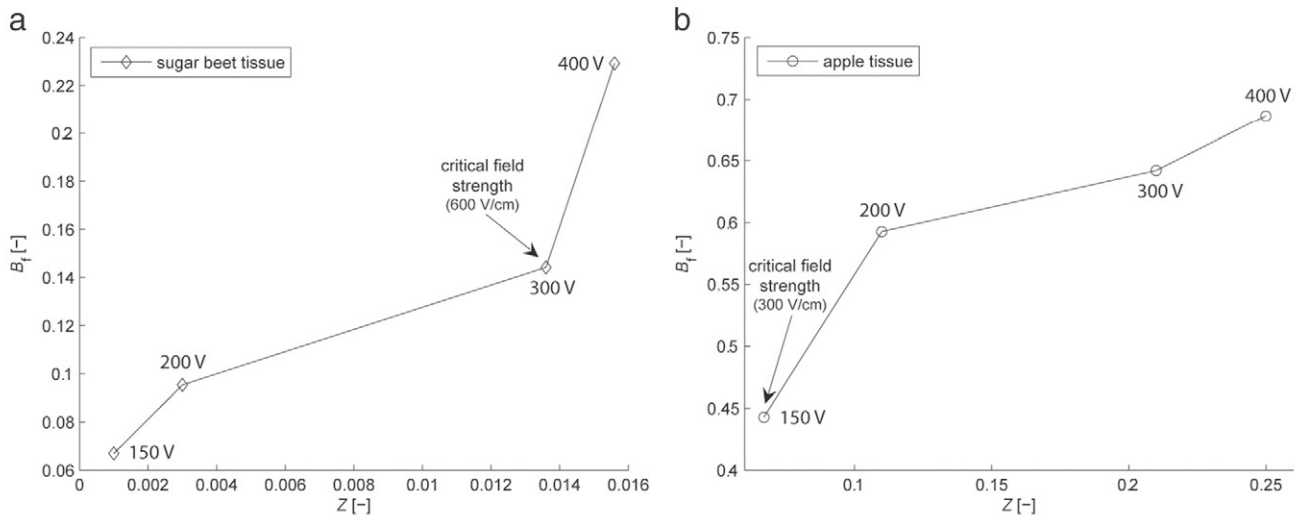 a
sugar beet tissue
0.24
0.22
0.2
0.18
0.16
0.14
0.12
0.1
0.08
0.06
B_f [–]
400 V
critical field
strength
(600 V/cm)
300 V
200 V
150 V
0
0.002
0.004
0.006
0.008
0.01
0.012
0.014
0.016
Z [–]
b
apple tissue
0.75
0.7
0.65
0.6
0.55
0.5
0.45
0.4
B_f [–]
400 V
300 V
200 V
critical field
strength
(300 V/cm)
150 V
0.1
0.15
0.2
0.25
Z [–]